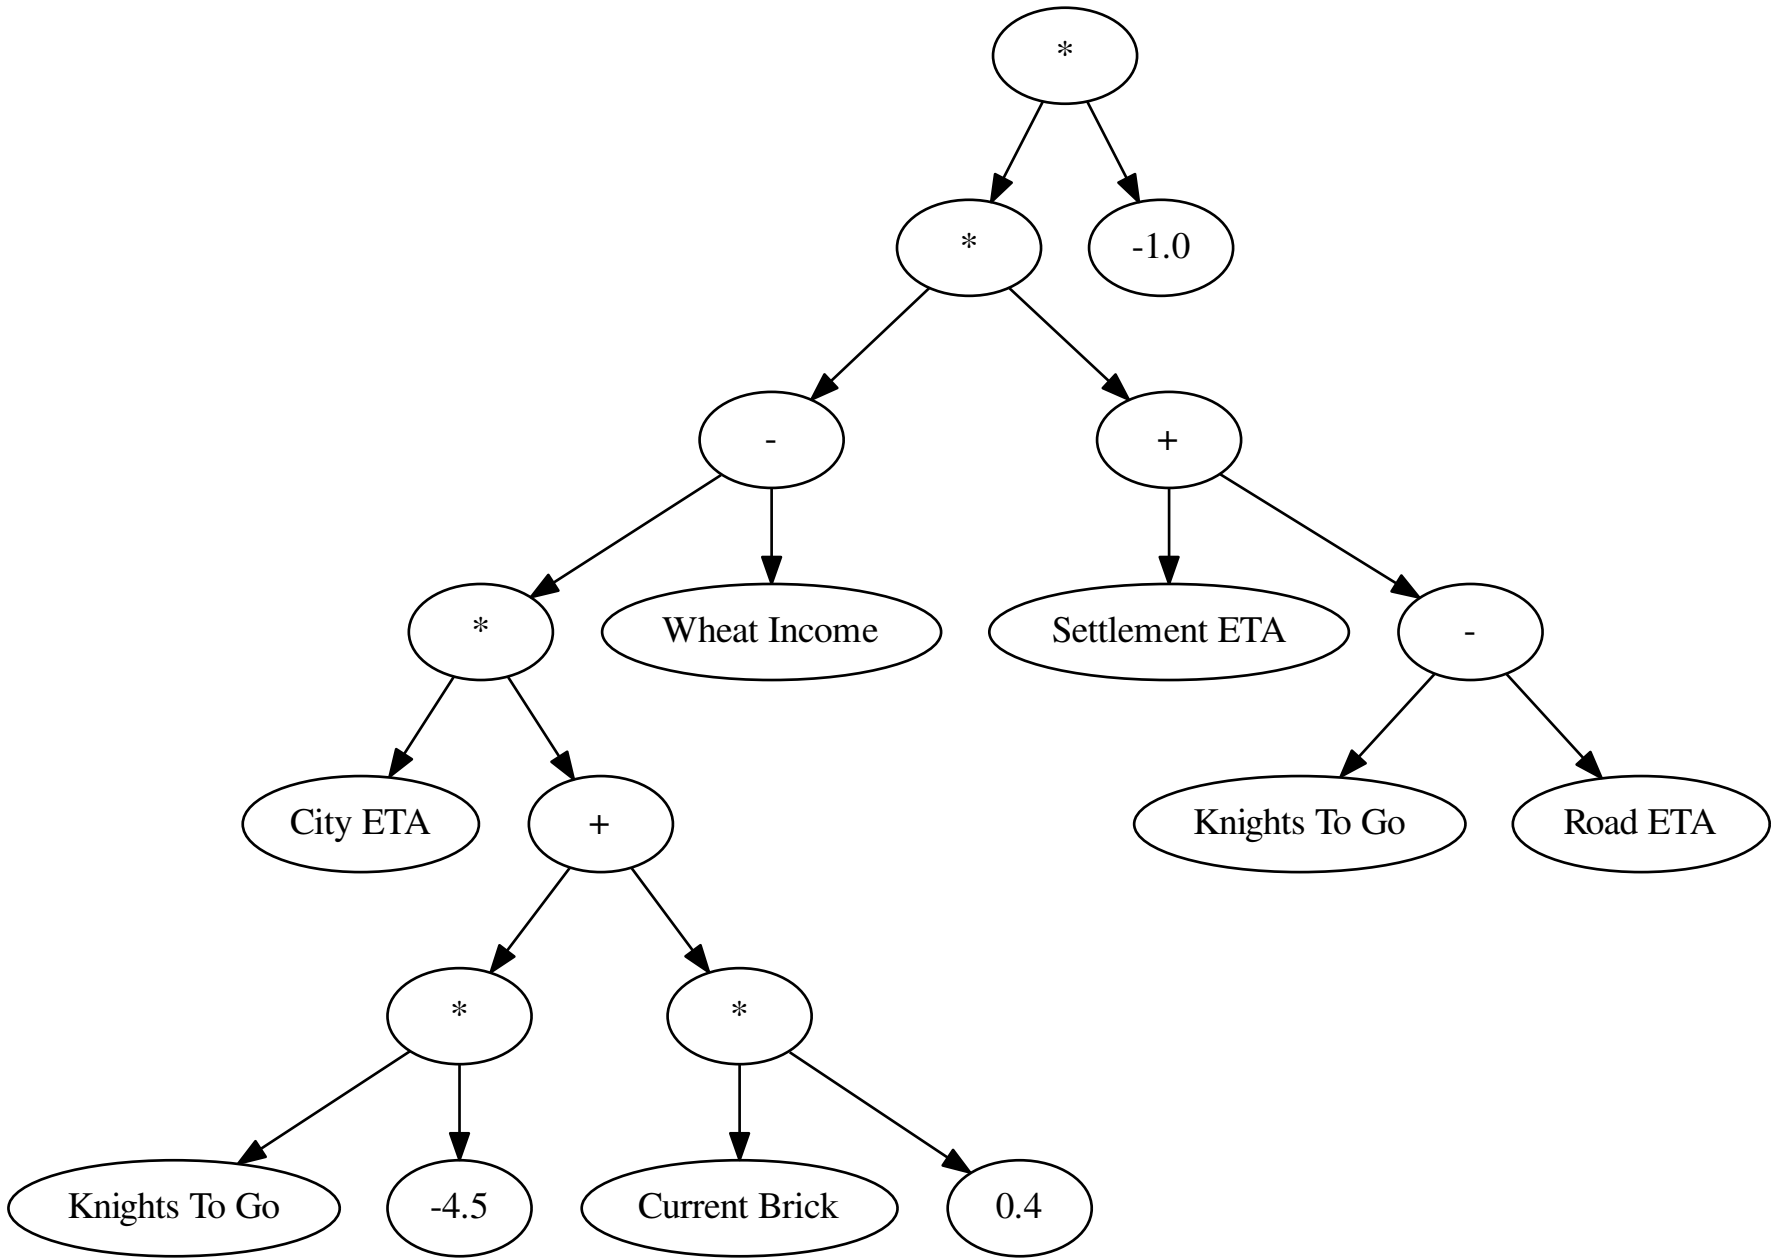 *
*
-1.0
-
+
*
Wheat Income
Settlement ETA
-
City ETA
+
Knights To Go
Road ETA
*
*
Knights To Go
-4.5
Current Brick
0.4